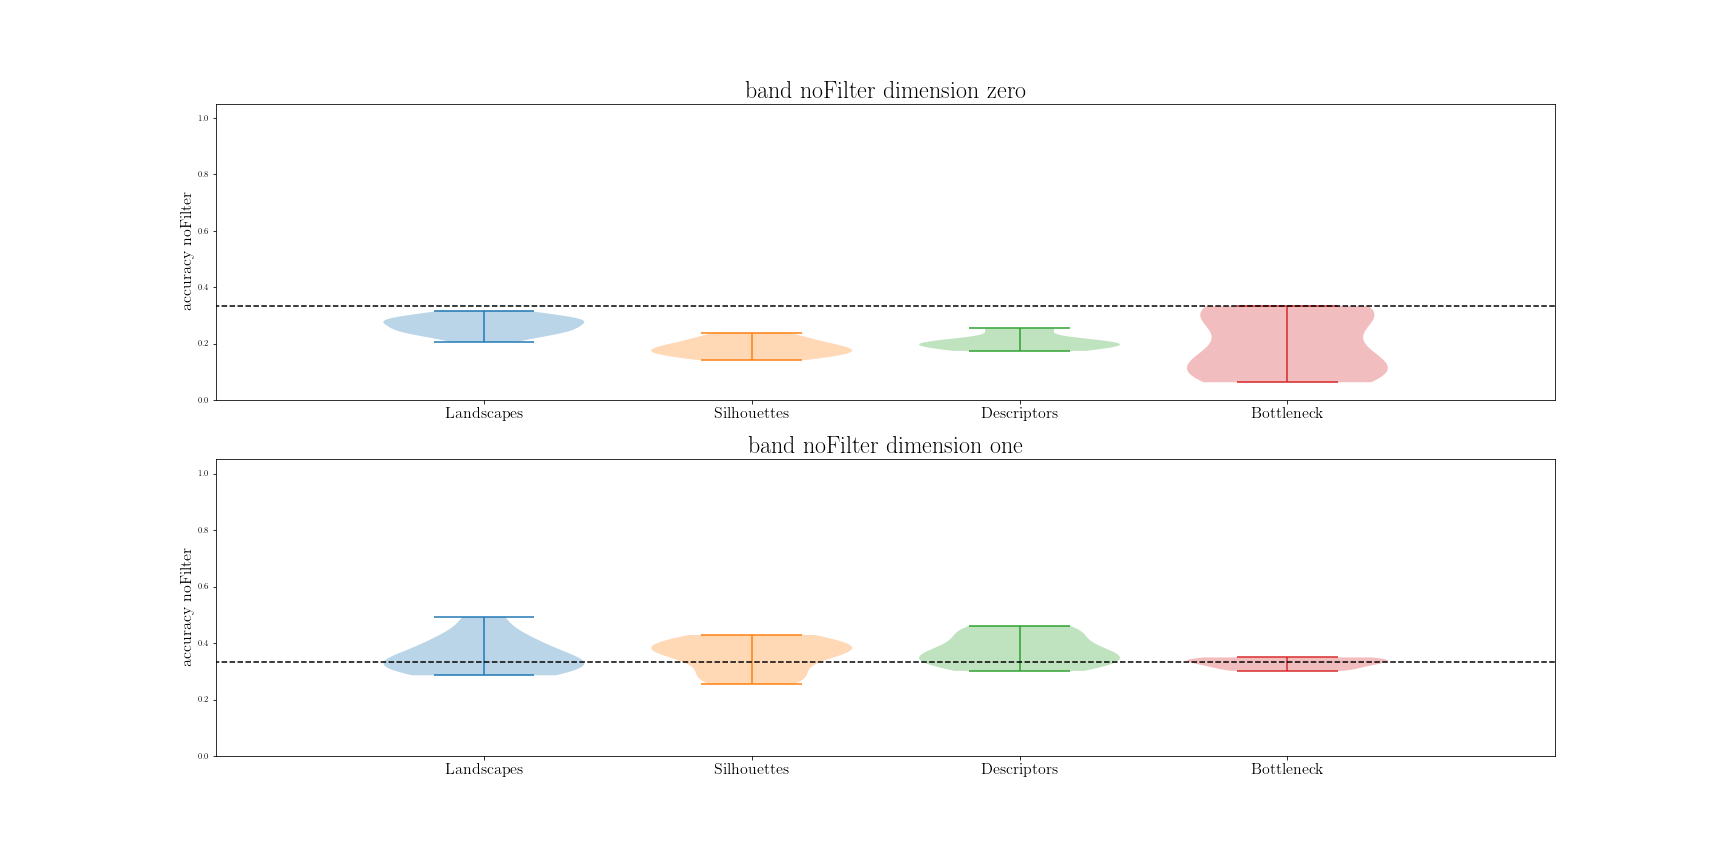 band noFilter dimension zero
accuracy noFilter
1.0
0.8
0.6
0.4
0.2
0.0
Landscapes Silhouettes Descriptors Bottleneck
band noFilter dimension one
accuracy noFilter
1.0
0.8
0.6
0.4
0.2
0.0
Landscapes Silhouettes Descriptors Bottleneck